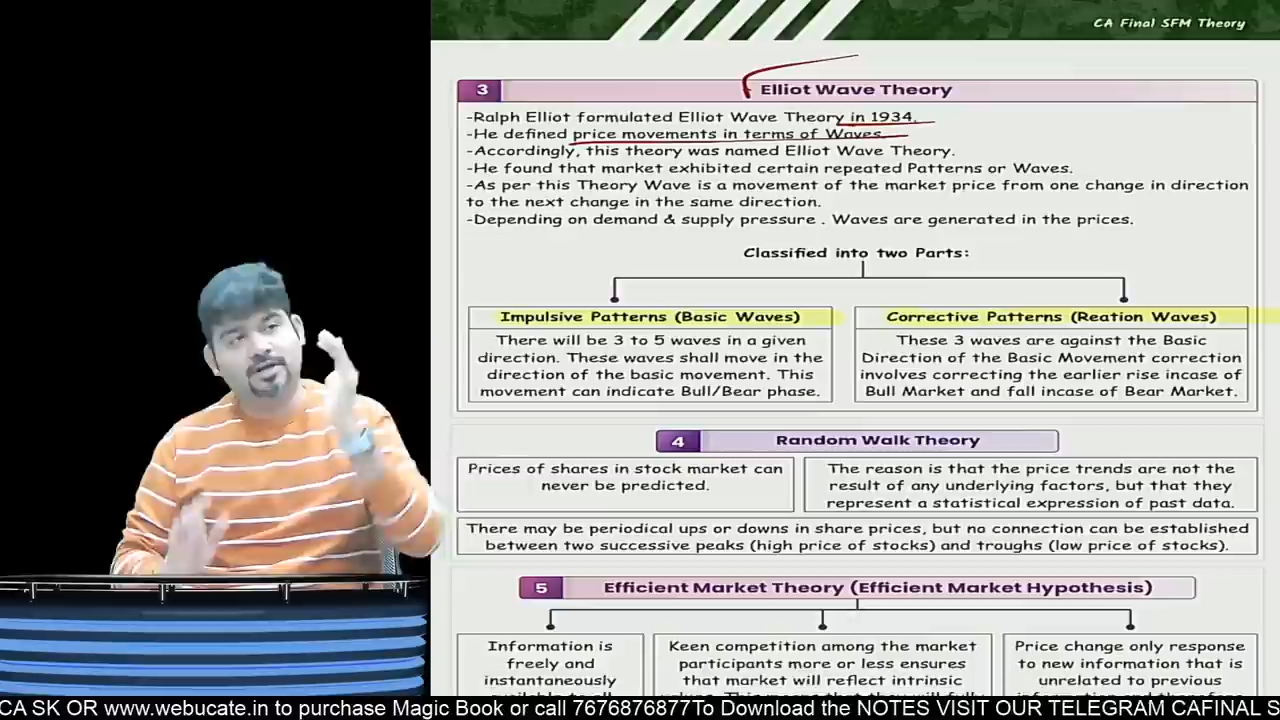 CA Final SFM Theory
3
Elliot Wave Theory
-Ralph Elliot formulated Elliot Wave Theory in 1934.
-He defined price movements in terms of Waves.
-Accordingly, this theory was named Elliot Wave Theory.
-He found that market exhibited certain repeated Patterns or Waves.
-As per this Theory Wave is a movement of the market price from one change in direction
to the next change in the same direction.
-Depending on demand & supply pressure . Waves are generated in the prices.
Classified into two Parts:
Impulsive Patterns (Basic Waves)
There will be 3 to 5 waves in a given
direction. These waves shall move in the
direction of the basic movement. This
movement can indicate Bull/Bear phase.
Corrective Patterns (Reation Waves)
These 3 waves are against the Basic
Direction of the Basic Movement correction
involves correcting the earlier rise incase of
Bull Market and fall incase of Bear Market.
4
Random Walk Theory
Prices of shares in stock market can
never be predicted.
The reason is that the price trends are not the
result of any underlying factors, but that they
represent a statistical expression of past data.
There may be periodical ups or downs in share prices, but no connection can be established
between two successive peaks (high price of stocks) and troughs (low price of stocks).
5
Efficient Market Theory (Efficient Market Hypothesis)
Information is
freely and
instantaneously
Keen competition among the market
participants more or less ensures
that market will reflect intrinsic
Price change only response
to new information that is
unrelated to previous
CA SK OR www.webucate.in to purchase Magic Book or call 7676876877To Download the NOTES VISIT OUR TELEGRAM CAFINAL S